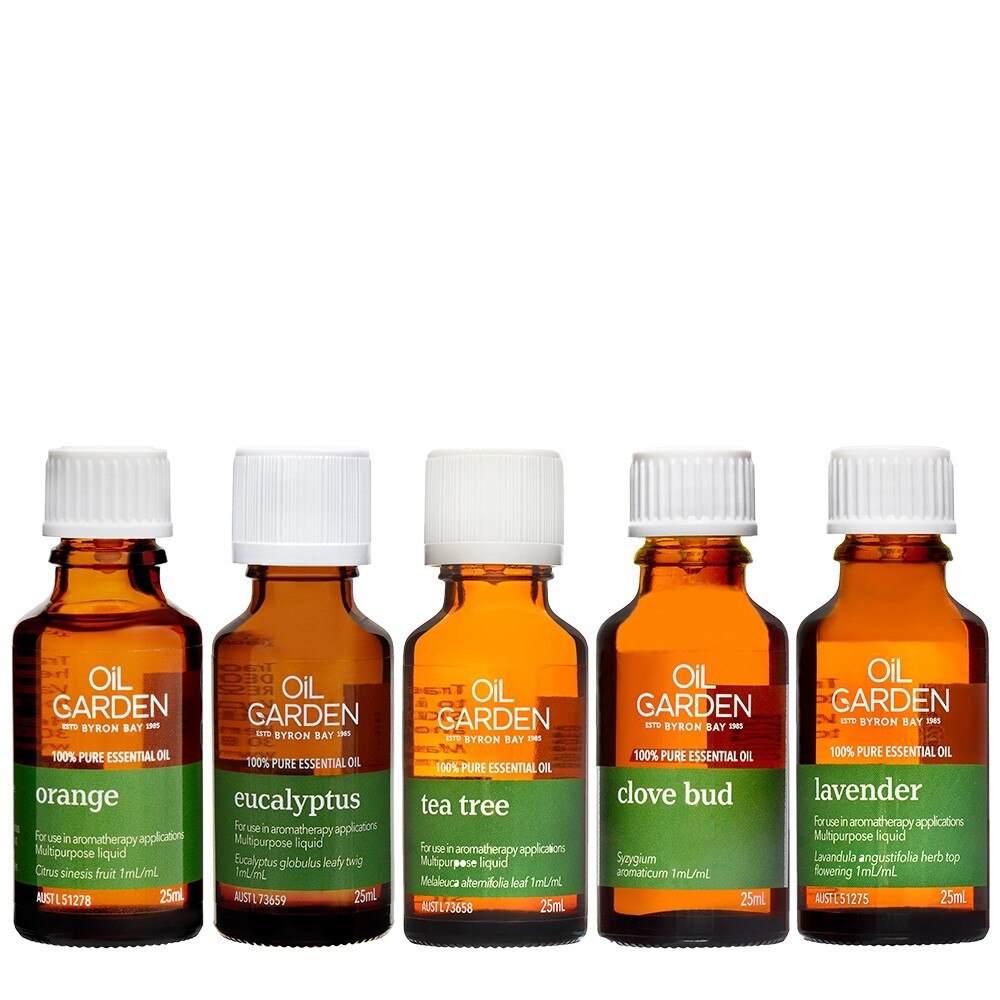 OiL
GARDEN
ESTD BYRON BAY 1985
100% PURE ESSENTIAL OIL
orange
For use in aromatherapy applications
Multipurpose liquid
Citrus sinesis fruit 1mL/mL
AUST L 51278 25mL
OiL
GARDEN
ESTD BYRON BAY 1985
100% PURE ESSENTIAL OIL
eucalyptus
For use in aromatherapy applications
Multipurpose liquid
Eucalyptus globulus leafy twig
1mL/mL
AUST L 73659 25mL
OiL
GARDEN
ESTD BYRON BAY 1985
100% PURE ESSENTIAL OIL
tea tree
For use in aromatherapy applications
Multipurpose liquid
Melaleuca alternifolia leaf 1mL/mL
AUST L 73658 25mL
OiL
GARDEN
ESTD BYRON BAY 1985
100% PURE ESSENTIAL OIL
clove bud
Syzygium
aromaticum 1mL/mL
25mL
OiL
GARDEN
ESTD BYRON BAY 1985
100% PURE ESSENTIAL OIL
lavender
For use in aromatherapy applications
Multipurpose liquid
Lavandula angustifolia herb top
flowering 1mL/mL
AUST L 51275 25mL